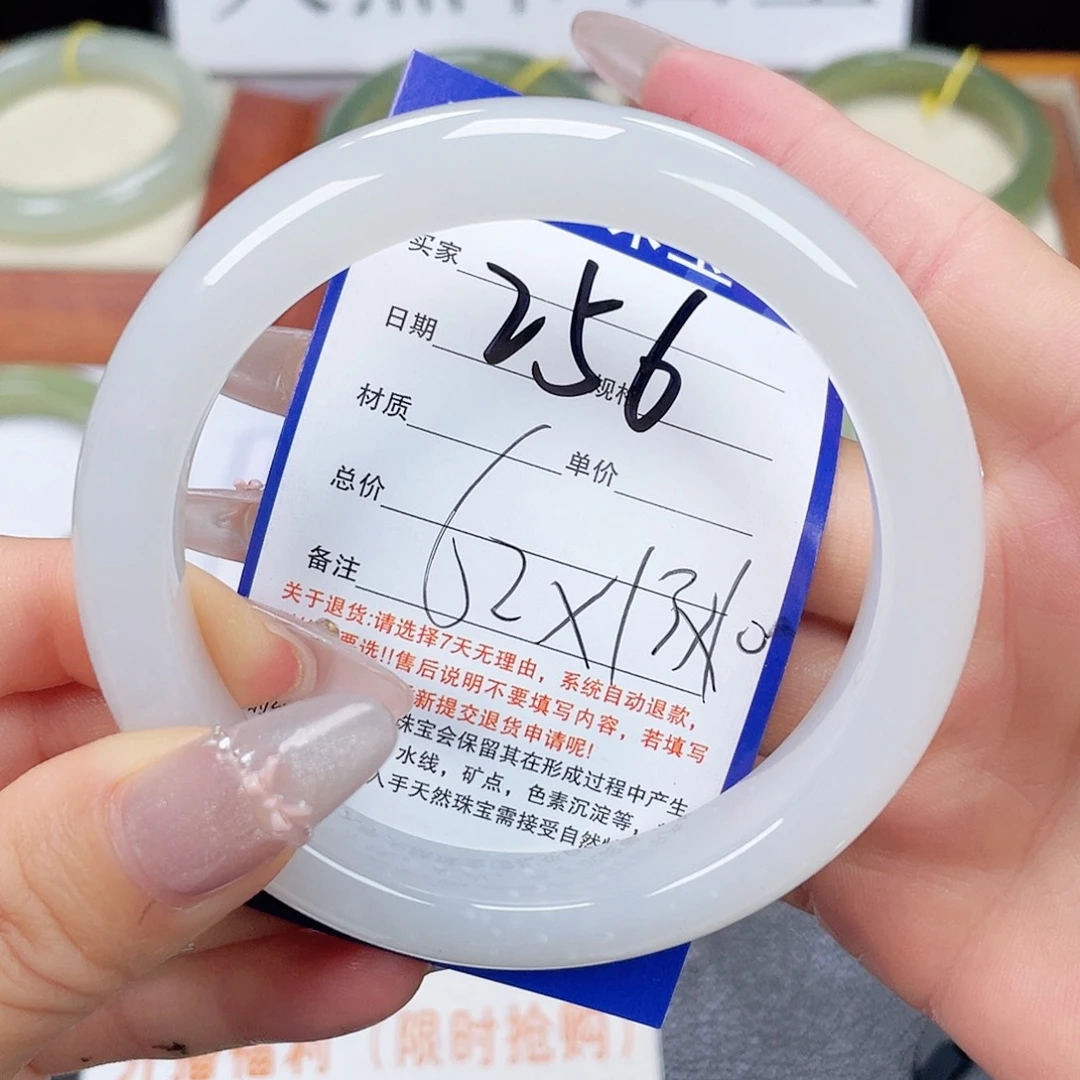 买家
256
日期
规格
材质
单价
总价
备注
62X13X10
关于退货:请选择7天无理由，系统自动退款，
票选!!售后说明不要填写内容，若填写
新提交退货申请呢!
珠宝会保留其在形成过程中产生
水线，矿点，色素沉淀等，
入手天然珠宝需接受自然
(限时抢购)